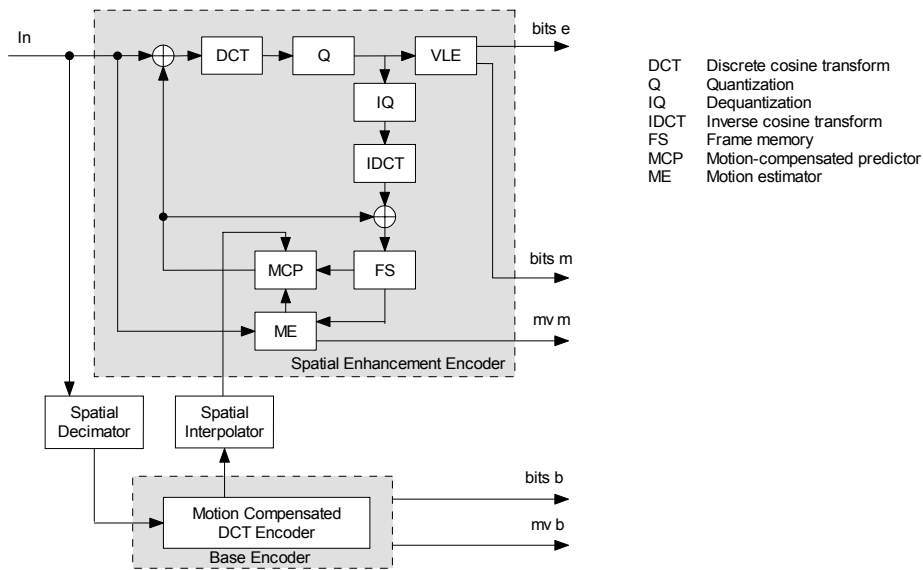 In
DCT
Q
VLE
bits e
IQ
IDCT
MCP
FS
bits m
ME
mv m
Spatial Enhancement Encoder
Spatial
Decimator
Spatial
Interpolator
Motion Compensated
DCT Encoder
Base Encoder
bits b
mv b
DCT Discrete cosine transform
Q Quantization
IQ Dequantization
IDCT Inverse cosine transform
FS Frame memory
MCP Motion-compensated predictor
ME Motion estimator